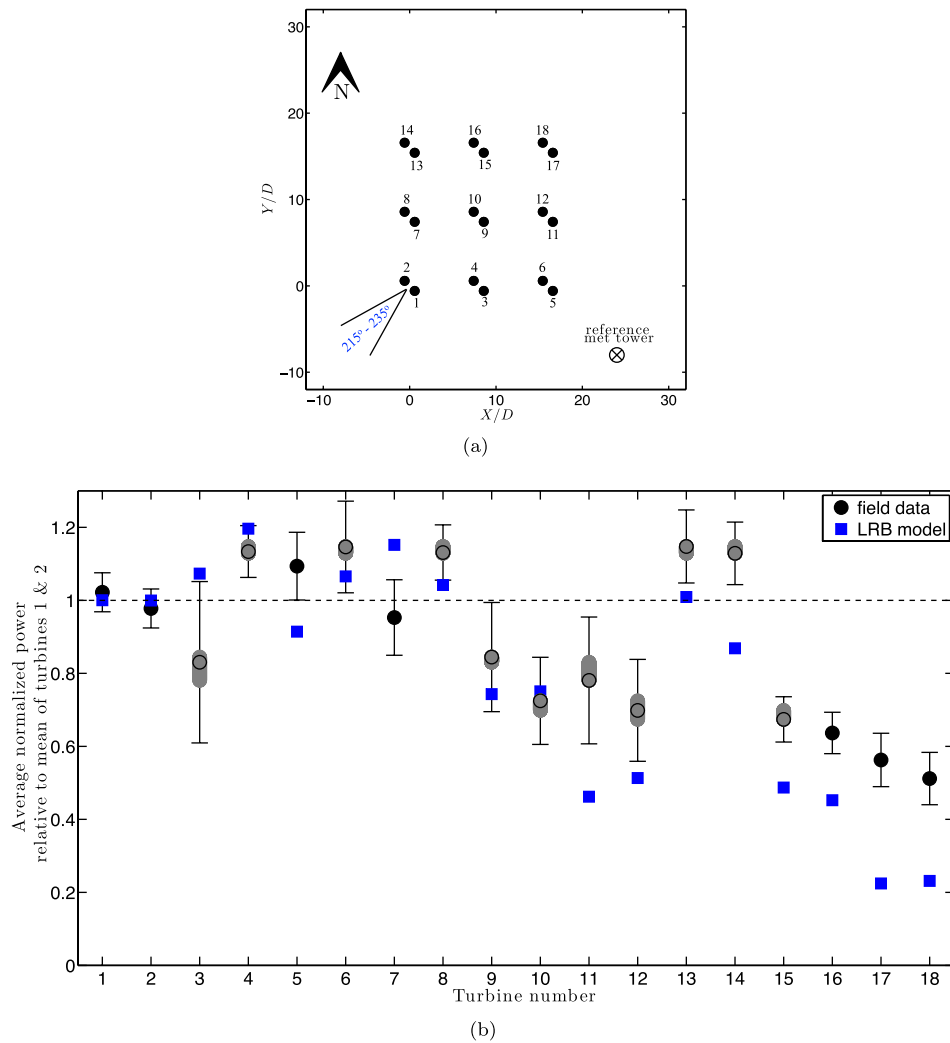 30
20
10
0
−10
Y/D
N
14
16
18
13
15
17
8
10
12
7
9
11
2
4
6
1
3
5
215º - 235º
reference
met tower
−10
0
10
20
30
X/D
(a)
field data
LRB model
1.2
1
0.8
0.6
0.4
0.2
0
Average normalized power
relative to mean of turbines 1 & 2
1 2 3 4 5 6 7 8 9 10 11 12 13 14 15 16 17 18
Turbine number
(b)